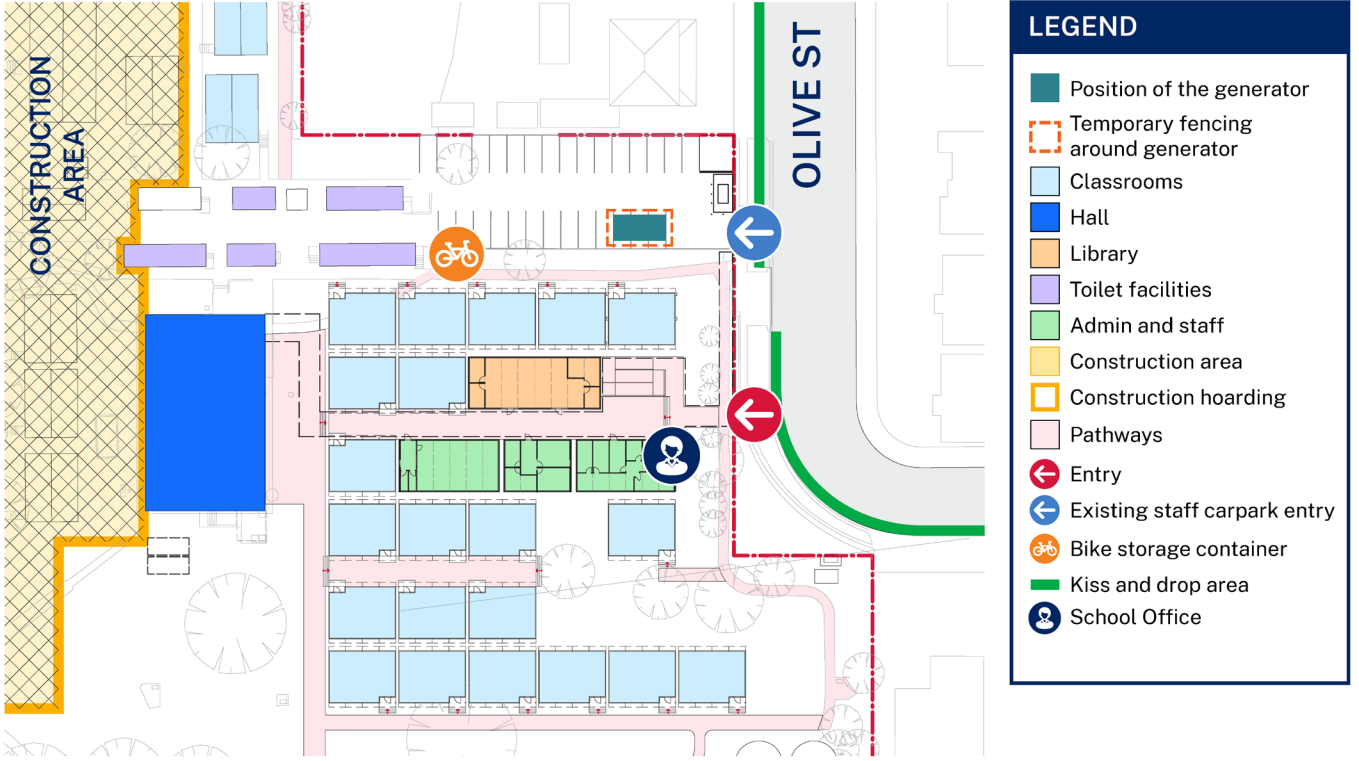 CONSTRUCTION
AREA
OLIVE ST
LEGEND
Position of the generator
Temporary fencing
around generator
Classrooms
Hall
Library
Toilet facilities
Admin and staff
Construction area
Construction hoarding
Pathways
Entry
Existing staff carpark entry
Bike storage container
Kiss and drop area
School Office